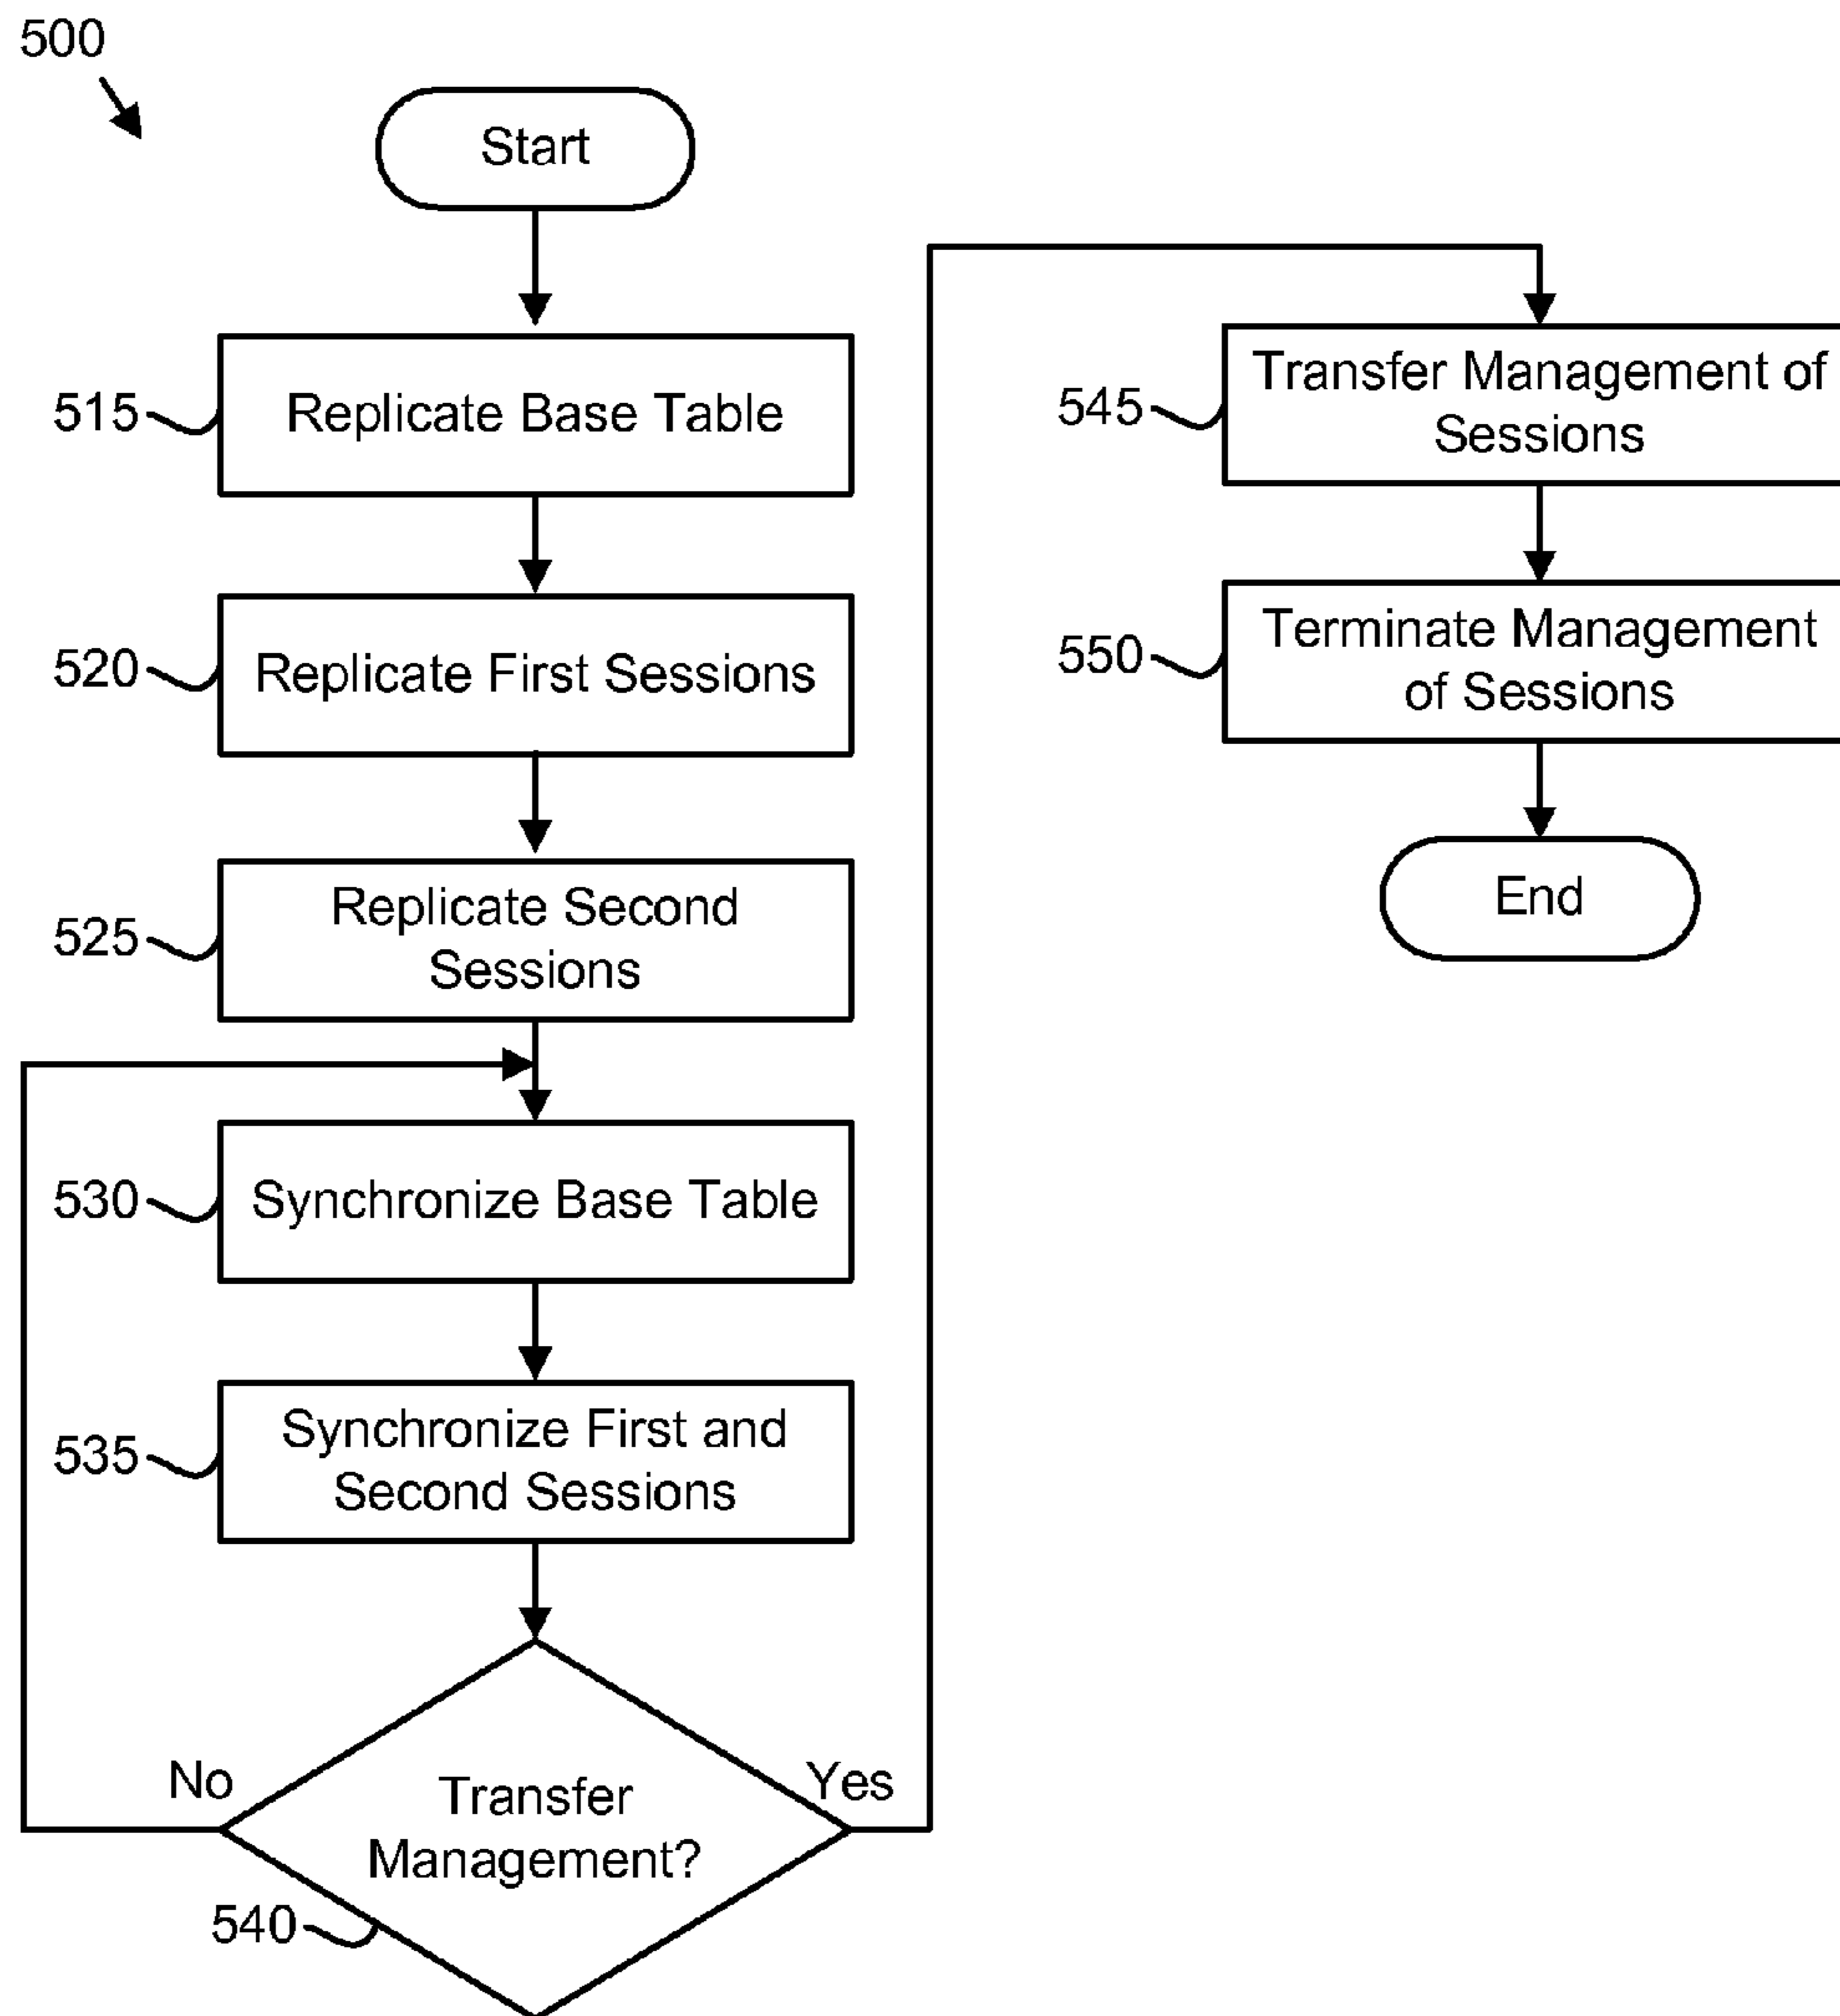 500
Start
515
Replicate Base Table
520
Replicate First Sessions
525
Replicate Second
Sessions
530
Synchronize Base Table
535
Synchronize First and
Second Sessions
No
Transfer
Management?
Yes
540
545
Transfer Management of
Sessions
550
Terminate Management
of Sessions
End